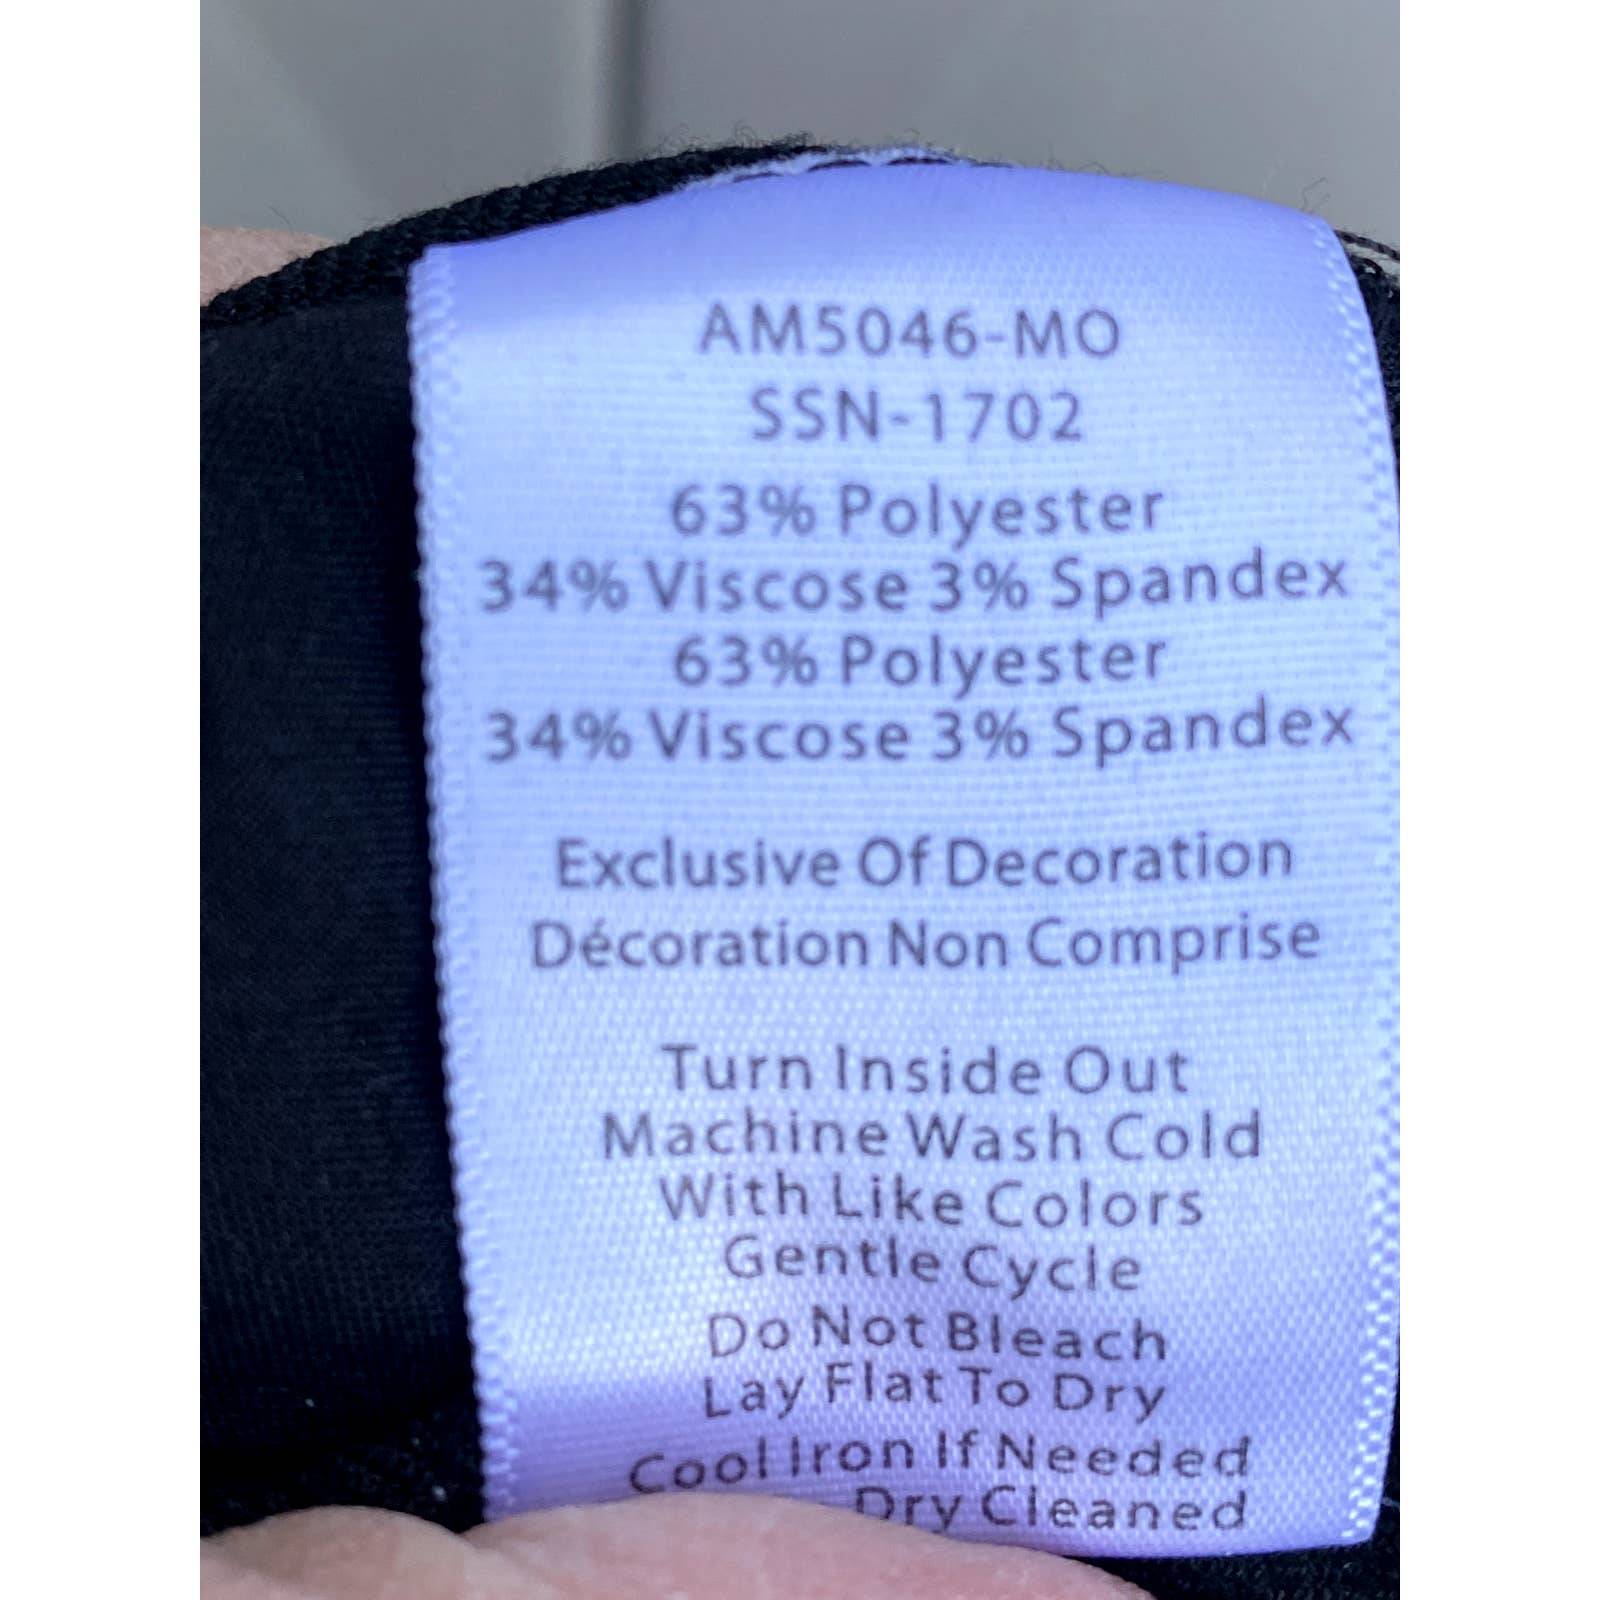 AM5046-MO
SSN-1702
63% Polyester
34% Viscose 3% Spandex
63% Polyester
34% Viscose 3% Spandex
Exclusive Of Decoration
Décoration Non Comprise
Turn Inside Out
Machine Wash Cold
With Like Colors
Gentle Cycle
Do Not Bleach
Lay Flat To Dry
Cool Iron If Needed
Dry Cleaned